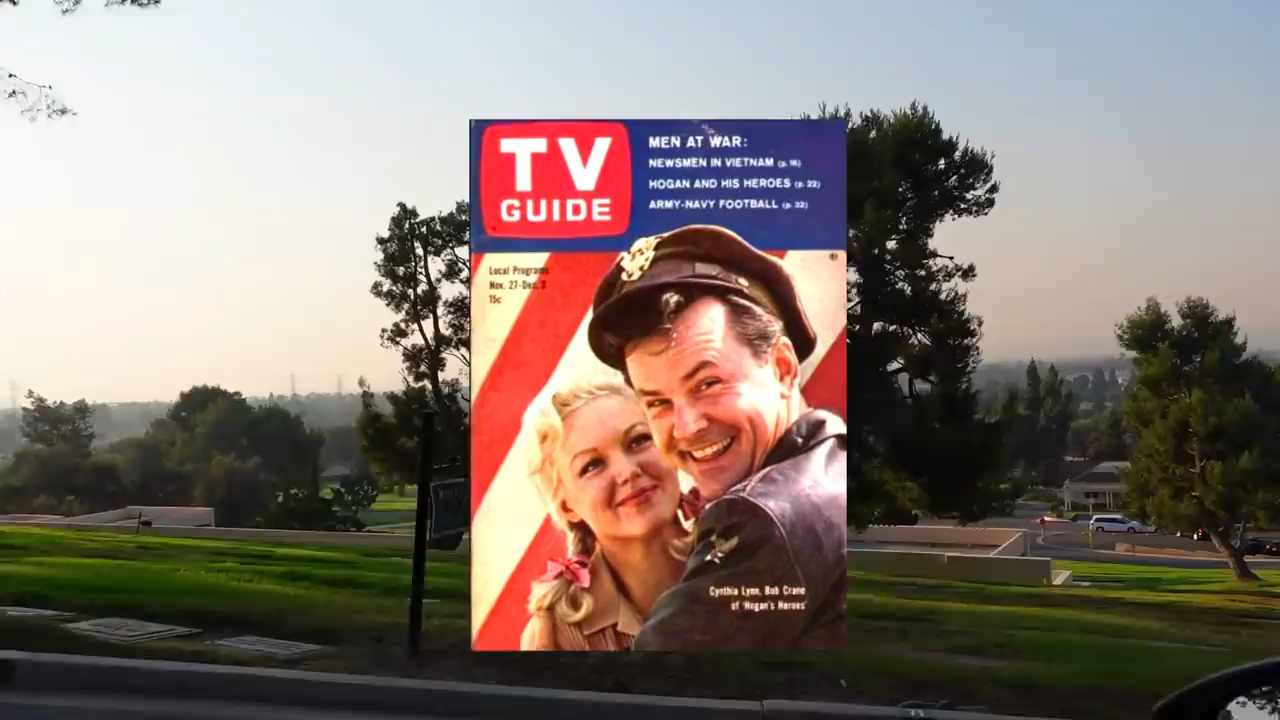 TV
GUIDE
MEN AT WAR:
NEWSMEN IN VIETNAM (p. 16)
HOGAN AND HIS HEROES (p. 22)
ARMY-NAVY FOOTBALL (p. 32)
Local Programs
Nov. 27-Dec. 3
15c
Cynthia Lynn, Bob Crane
of 'Hogan's Heroes'